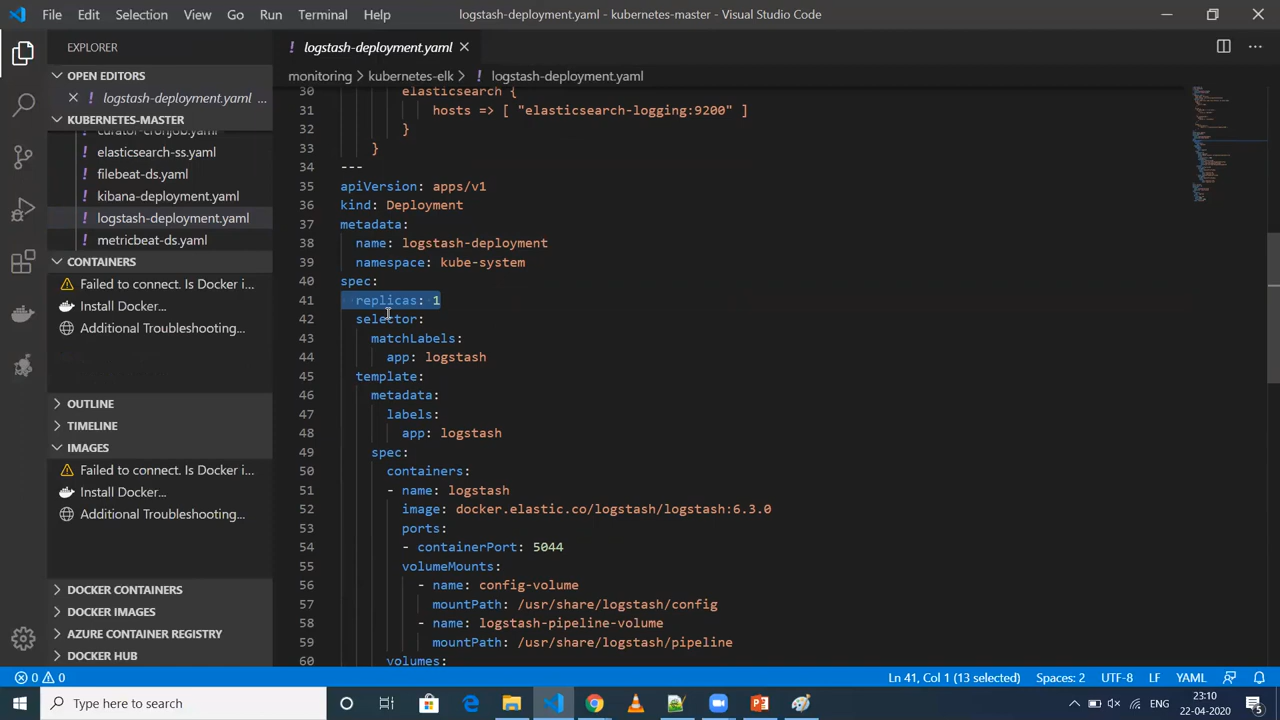 File Edit Selection View Go Run Terminal Help logstash-deployment.yaml - kubernetes-master - Visual Studio Code
EXPLORER
OPEN EDITORS
logstash-deployment.yaml ...
KUBERNETES-MASTER
curator-cronjob.yaml
elasticsearch-ss.yaml
filebeat-ds.yaml
kibana-deployment.yaml
logstash-deployment.yaml
metricbeat-ds.yaml
CONTAINERS
Failed to connect. Is Docker i...
Install Docker...
Additional Troubleshooting...
OUTLINE
TIMELINE
IMAGES
Failed to connect. Is Docker i...
Install Docker...
Additional Troubleshooting...
DOCKER CONTAINERS
DOCKER IMAGES
AZURE CONTAINER REGISTRY
DOCKER HUB
! logstash-deployment.yaml
monitoring > kubernetes-elk > ! logstash-deployment.yaml
30 elasticsearch {
31 hosts => [ "elasticsearch-logging:9200" ]
32 }
33 }
34 ---
35 apiVersion: apps/v1
36 kind: Deployment
37 metadata:
38 name: logstash-deployment
39 namespace: kube-system
40 spec:
41 replicas: 1
42 selector:
43 matchLabels:
44 app: logstash
45 template:
46 metadata:
47 labels:
48 app: logstash
49 spec:
50 containers:
51 - name: logstash
52 image: docker.elastic.co/logstash/logstash:6.3.0
53 ports:
54 - containerPort: 5044
55 volumeMounts:
56 - name: config-volume
57 mountPath: /usr/share/logstash/config
58 - name: logstash-pipeline-volume
59 mountPath: /usr/share/logstash/pipeline
60 volumes:
0 0 Ln 41, Col 1 (13 selected) Spaces: 2 UTF-8 LF YAML
Type here to search
ENG
23:10
22-04-2020
5